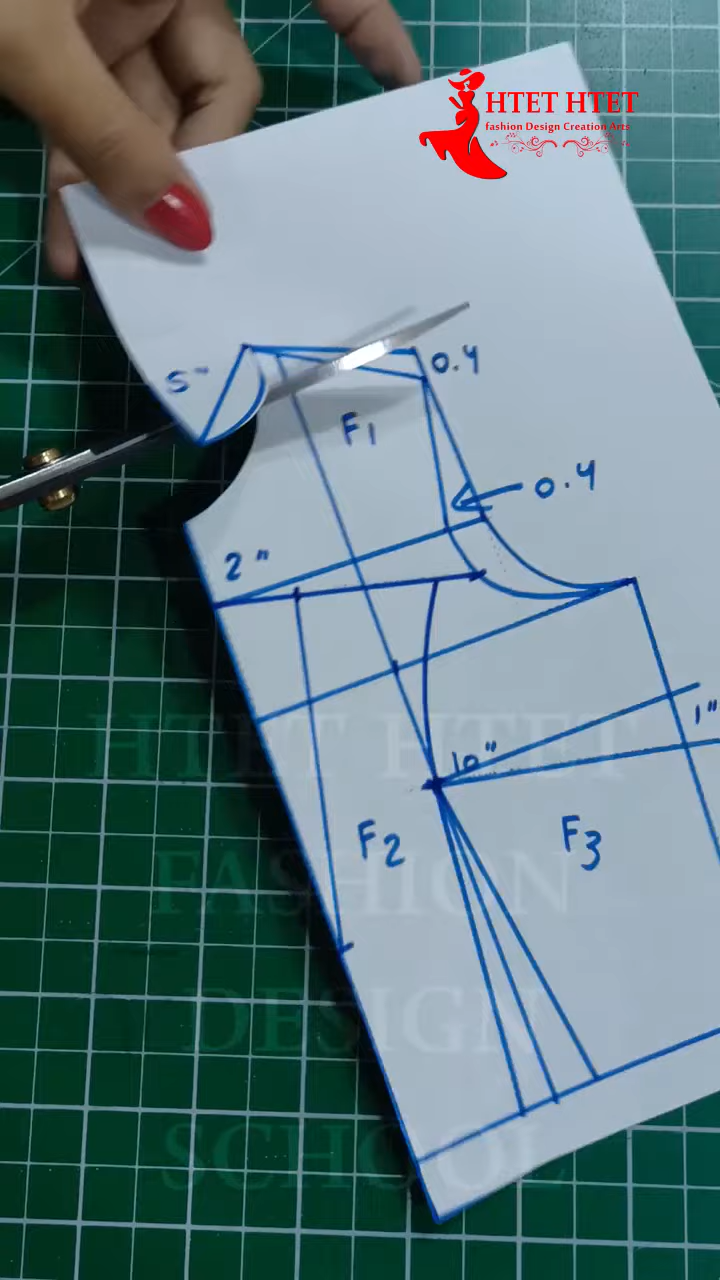 HTET HTET
fashion Design Creation Arts
5"
0.4
F1
0.4
2"
10"
1"
F2
F3
HTET HTET
FASHION
DESIGN
SCHOOL